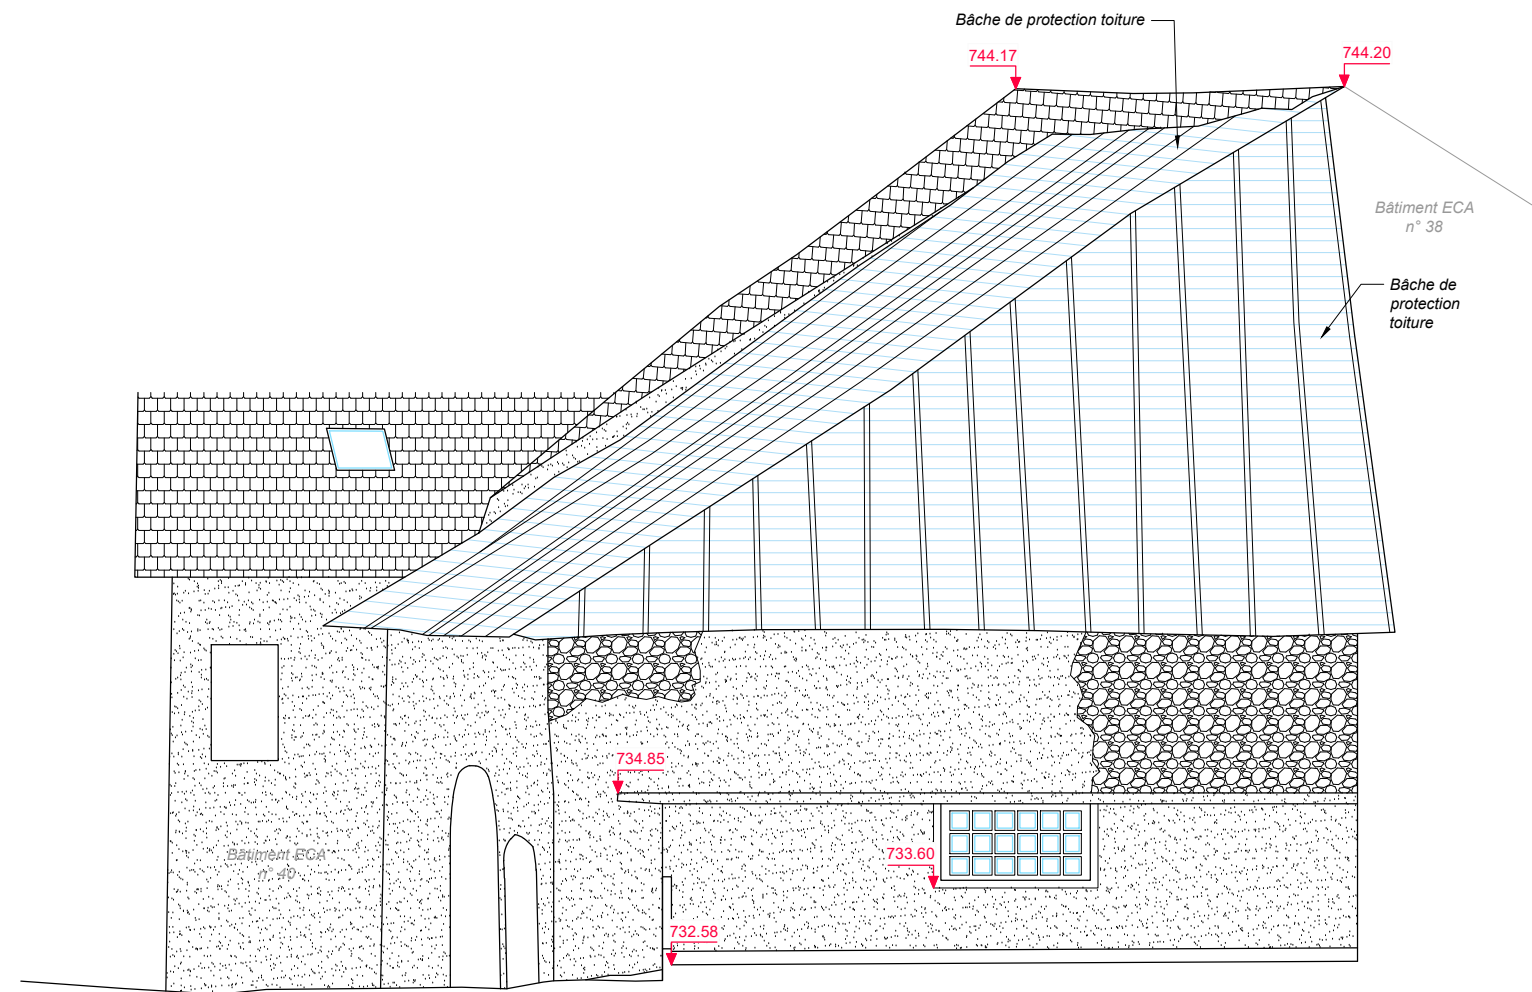 Bâche de protection toiture
744.17
744.20
Bâtiment ECA
n° 38
Bâche de
protection
toiture
734.85
733.60
Bâtiment ECA
n° 40
732.58